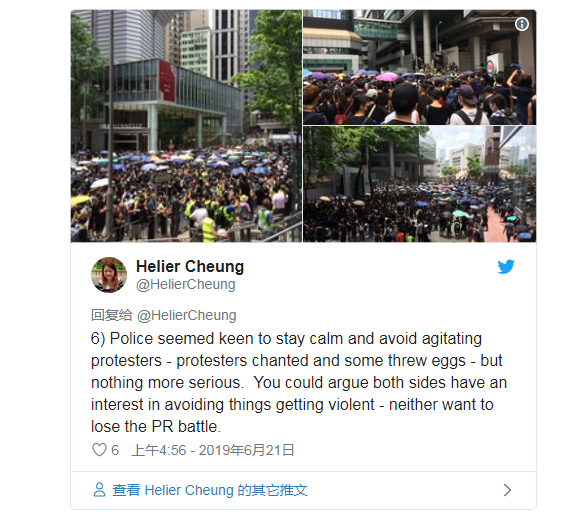 Helier Cheung
@HelierCheung
回复给 @HelierCheung
6) Police seemed keen to stay calm and avoid agitating
protesters - protesters chanted and some threw eggs - but
nothing more serious.  You could argue both sides have an
interest in avoiding things getting violent - neither want to
lose the PR battle.
6 上午4:56 - 2019年6月21日
查看 Helier Cheung 的其它推文